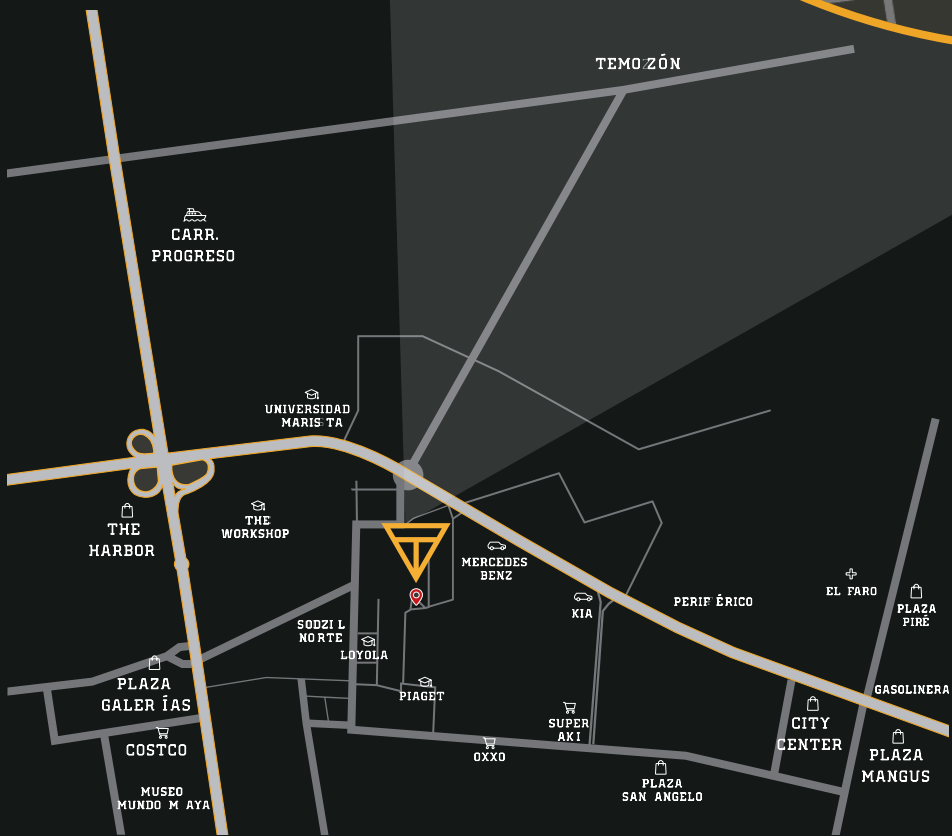 TEMOZÓN
CARR.
PROGRESO
UNIVERSIDAD
MARISTA
THE
HARBOR
THE
WORKSHOP
MERCEDES
BENZ
KIA
PERIFÉRICO
EL FARO
PLAZA
PIRÉ
SODZIL
NORTE
LOYOLA
PIAGET
PLAZA
GALERÍAS
COSTCO
MUSEO
MUNDO MAYA
OXXO
SUPER
AKI
PLAZA
SAN ANGELO
CITY
CENTER
GASOLINERA
PLAZA
MANGUS